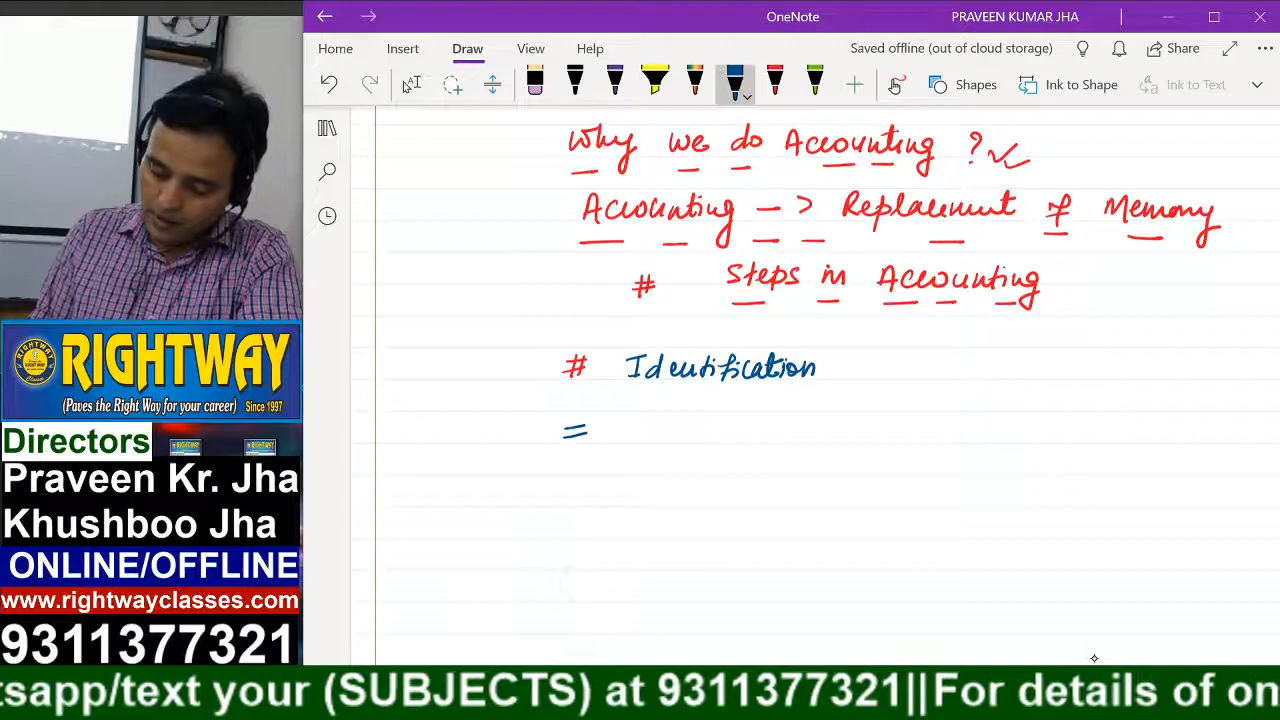 OneNote
PRAVEEN KUMAR JHA
Home Insert Draw View Help
Saved offline (out of cloud storage)
Share
Shapes
Ink to Shape
Ink to Text
Why we do Accounting ?
Accounting -> Replacement of Memory
# Steps in Accounting
# Identification
=
RIGHTWAY
(Paves the Right Way for your career) Since 1997
Directors
Praveen Kr. Jha
Khushboo Jha
ONLINE/OFFLINE
www.rightwayclasses.com
9311377321
tsapp/text your (SUBJECTS) at 9311377321||For details of on